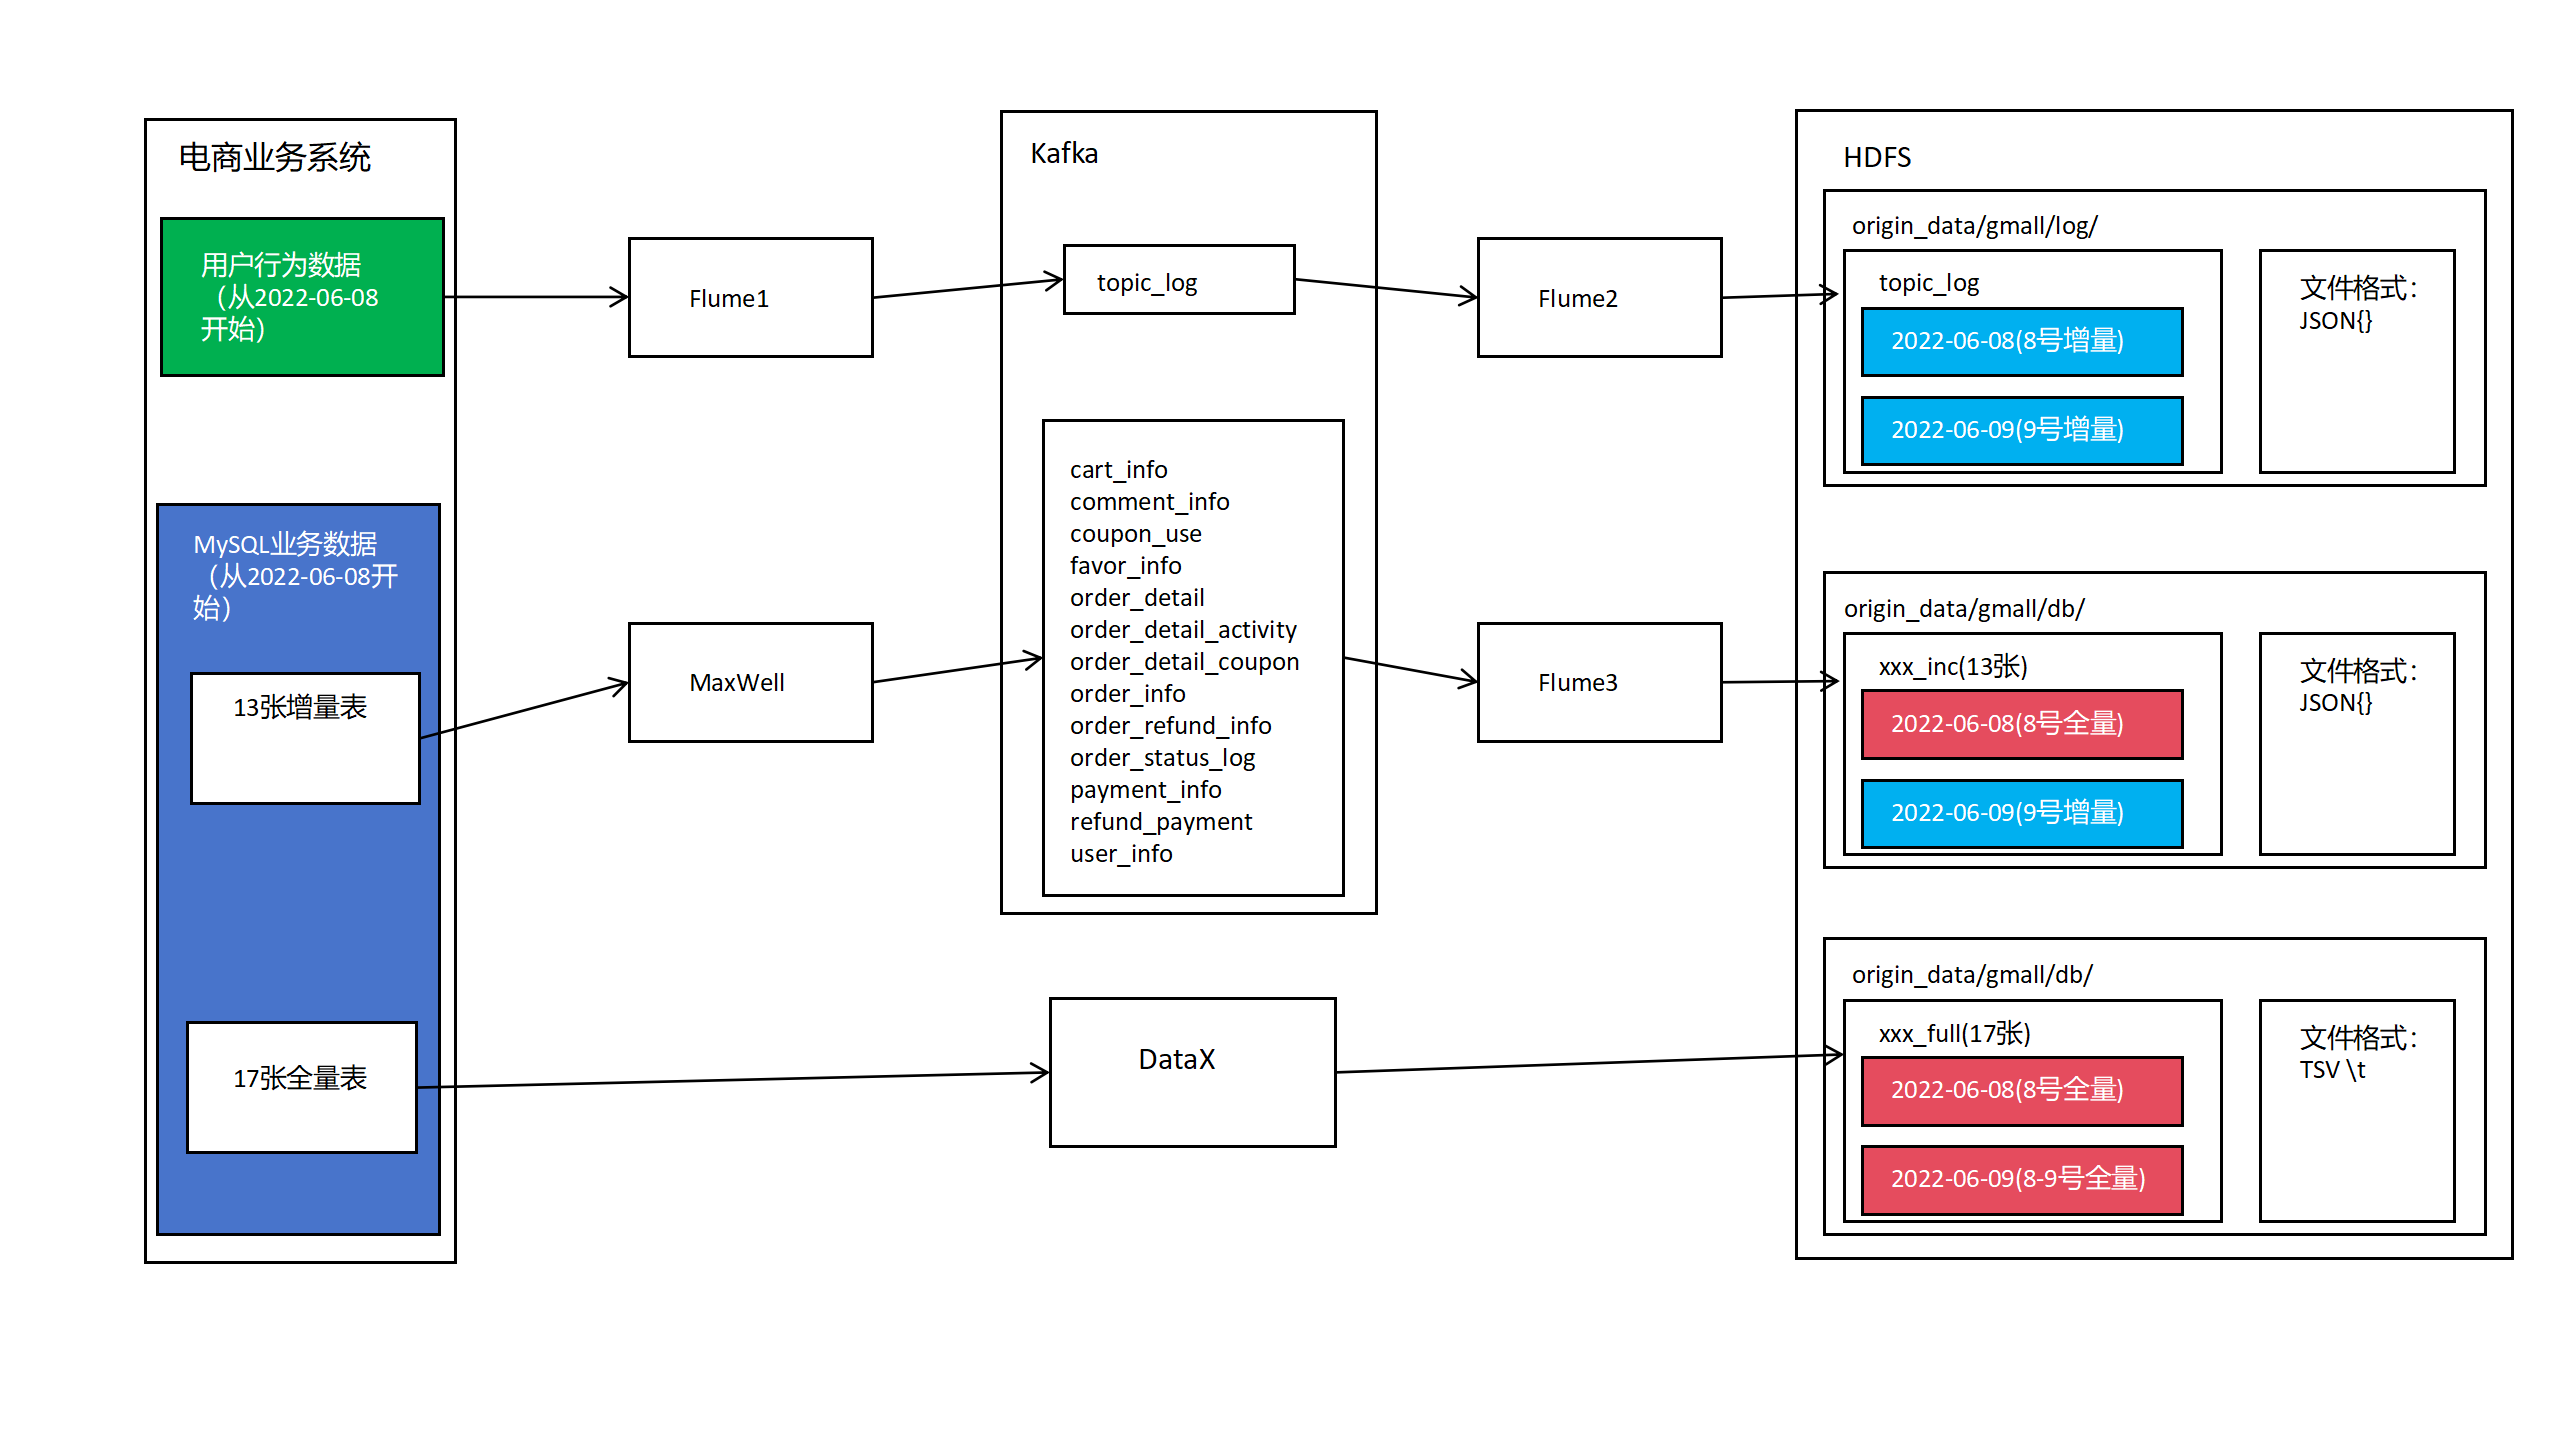 电商业务系统
用户行为数据
（从2022-06-08
开始）
MySQL业务数据
（从2022-06-08开
始）
13张增量表
17张全量表
Flume1
MaxWell
Kafka
topic_log
cart_info
comment_info
coupon_use
favor_info
order_detail
order_detail_activity
order_detail_coupon
order_info
order_refund_info
order_status_log
payment_info
refund_payment
user_info
DataX
Flume2
Flume3
HDFS
origin_data/gmall/log/
topic_log
2022-06-08(8号增量)
2022-06-09(9号增量)
文件格式：
JSON{}
origin_data/gmall/db/
xxx_inc(13张)
2022-06-08(8号全量)
2022-06-09(9号增量)
文件格式：
JSON{}
origin_data/gmall/db/
xxx_full(17张)
2022-06-08(8号全量)
2022-06-09(8-9号全量)
文件格式：
TSV \t